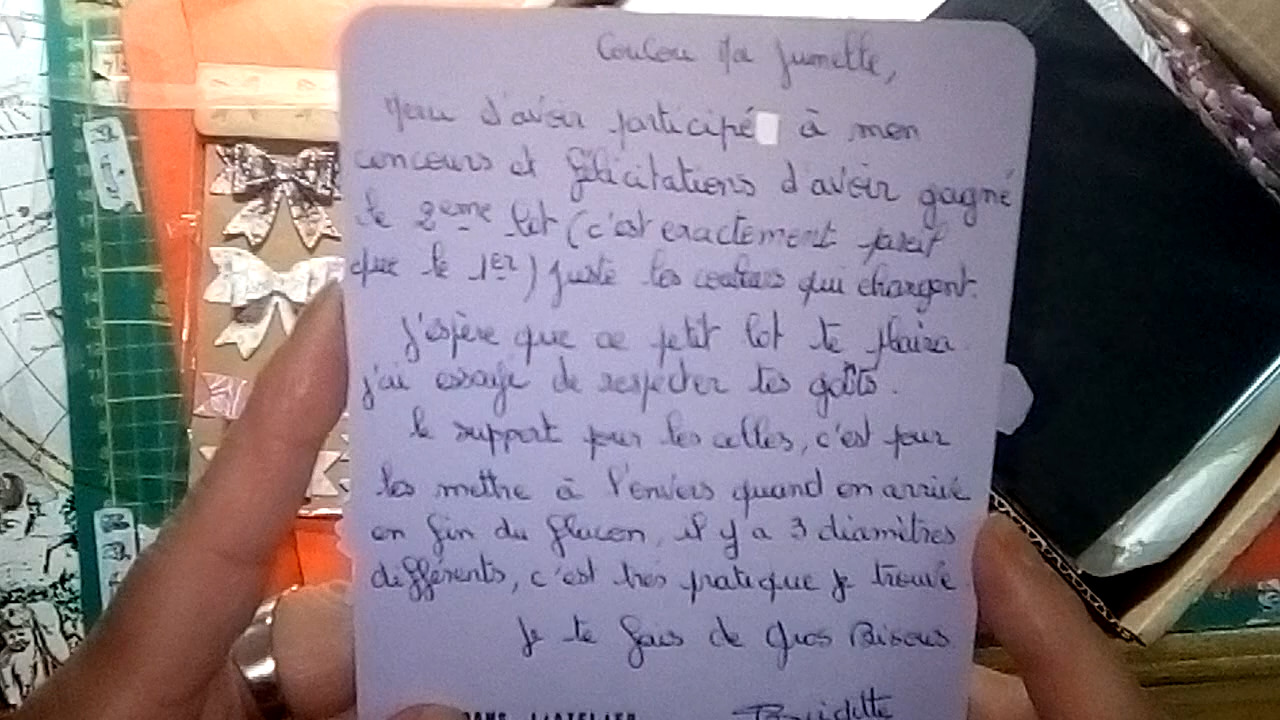 Coucou Ma Jumelle,
Merci d'avoir participé à mon
concours et félicitations d'avoir gagné
le 2eme lot (c'est exactement pareil
que le 1er) juste les couleurs qui changent.
J'espère que ce petit lot te plaira
j'ai essayé de respecter tes goûts.
le support pour les colles, c'est pour
les mettre à l'envers quand on arrive
en fin du flacon, il y a 3 diamètres
différents, c'est très pratique je trouve
Je te fais de Gros Bisous
DANS L'ATELIER